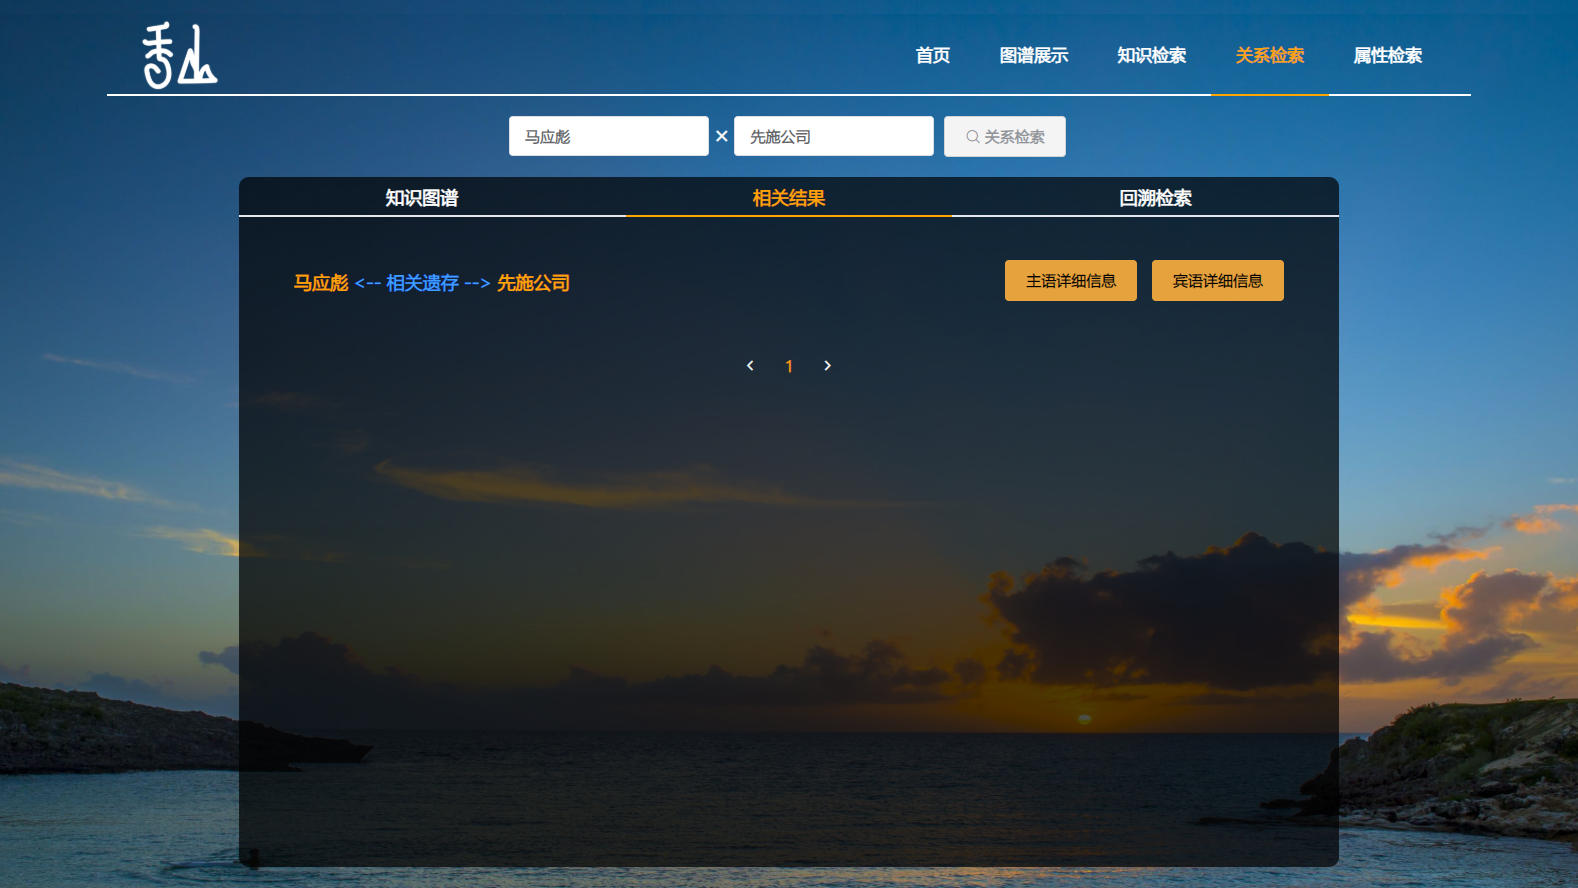 香山
首页 图谱展示 知识检索 关系检索 属性检索
马应彪 × 先施公司 关系检索
知识图谱 相关结果 回溯检索
马应彪 <-- 相关遗存 --> 先施公司 主语详细信息 宾语详细信息
< 1 >